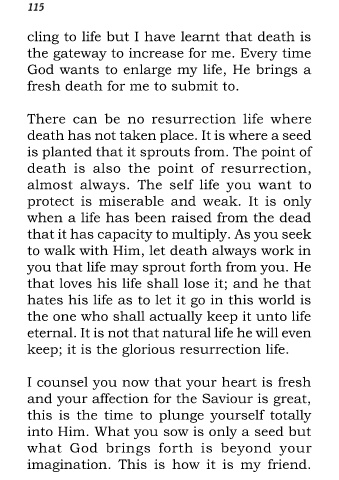 115
cling to life but I have learnt that death is
the gateway to increase for me. Every time
God wants to enlarge my life, He brings a
fresh death for me to submit to.
There can be no resurrection life where
death has not taken place. It is where a seed
is planted that it sprouts from. The point of
death is also the point of resurrection,
almost always. The self life you want to
protect is miserable and weak. It is only
when a life has been raised from the dead
that it has capacity to multiply. As you seek
to walk with Him, let death always work in
you that life may sprout forth from you. He
that loves his life shall lose it; and he that
hates his life as to let it go in this world is
the one who shall actually keep it unto life
eternal. It is not that natural life he will even
keep; it is the glorious resurrection life.
I counsel you now that your heart is fresh
and your affection for the Saviour is great,
this is the time to plunge yourself totally
into Him. What you sow is only a seed but
what God brings forth is beyond your
imagination. This is how it is my friend.